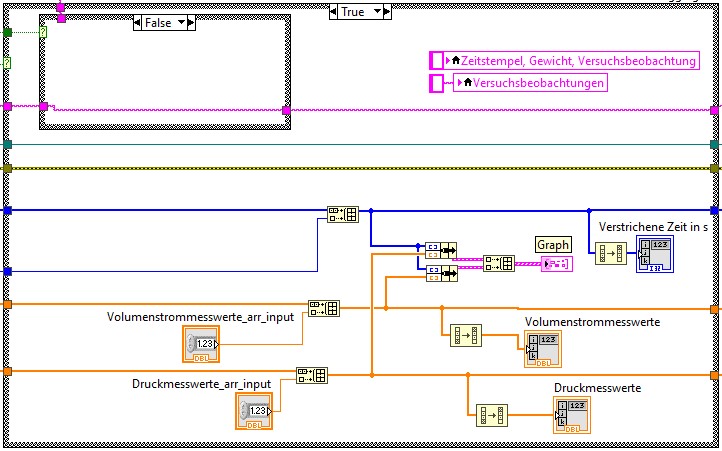 True
False
?
?
Zeitstempel, Gewicht, Versuchsbeobachtung
Versuchsbeobachtungen
Verstrichene Zeit in s
123
I32
Graph
Volumenstrommesswerte_arr_input
1.23
DBL
Volumenstrommesswerte
123
DBL
Druckmesswerte_arr_input
1.23
DBL
Druckmesswerte
123
DBL